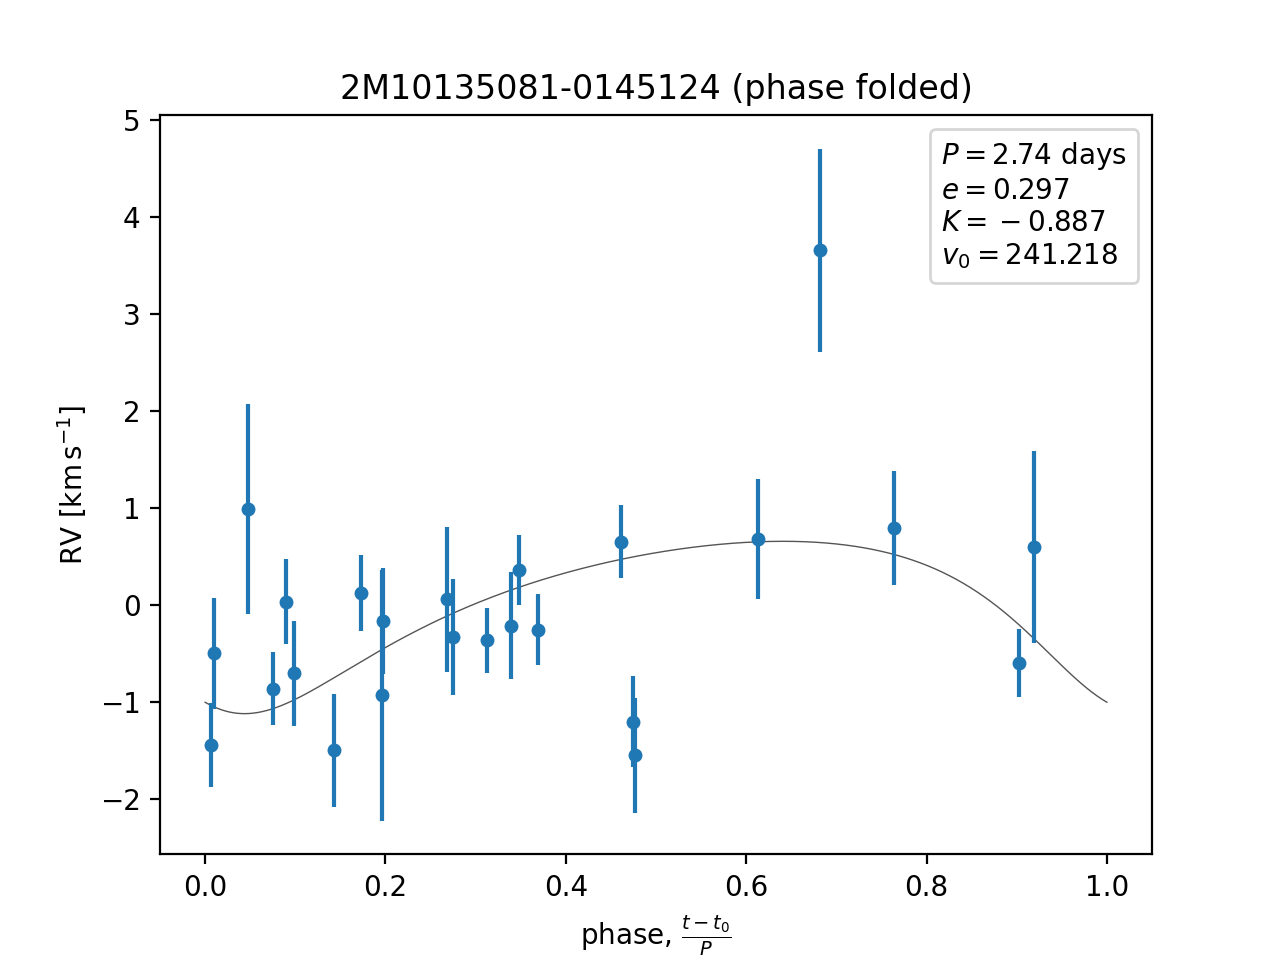 2M10135081-0145124 (phase folded)
P = 2.74 days
e = 0.297
K = −0.887
v₀ = 241.218
RV [km s⁻¹]
5
4
3
2
1
0
−1
−2
0.0 0.2 0.4 0.6 0.8 1.0
phase, (t − t₀)/P